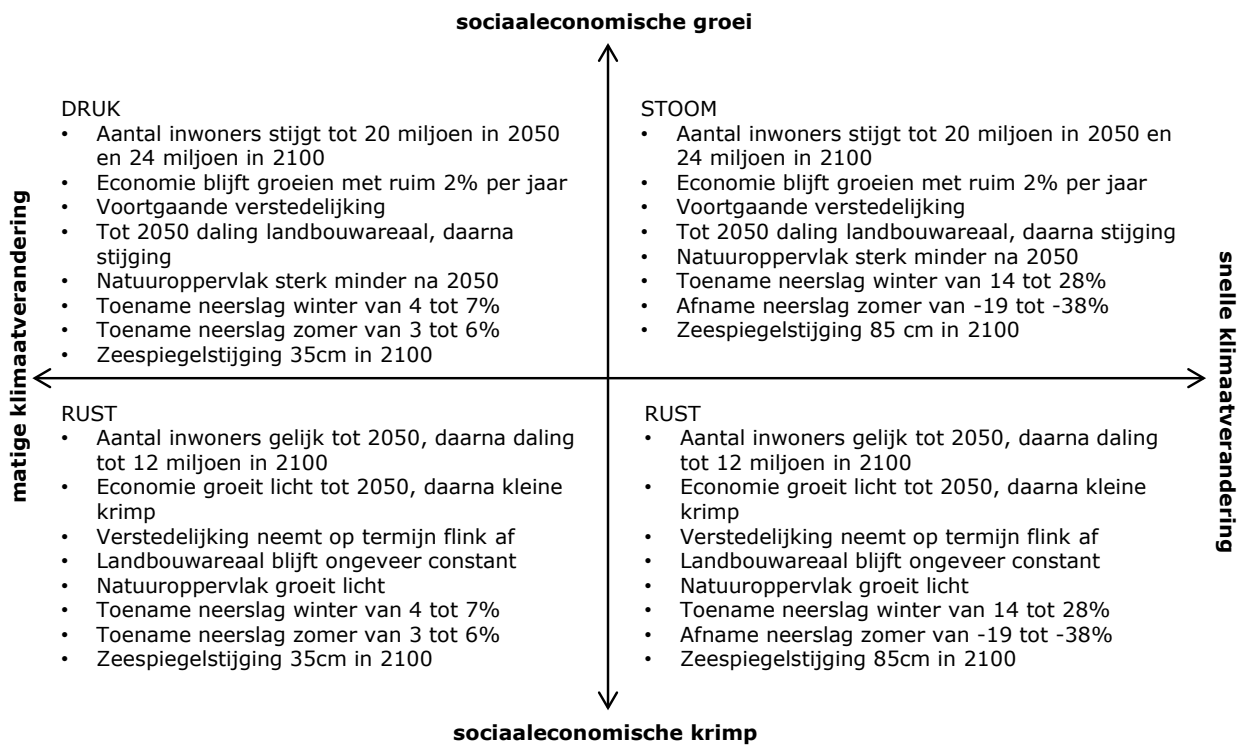 sociaaleconomische groei
DRUK
• Aantal inwoners stijgt tot 20 miljoen in 2050
en 24 miljoen in 2100
• Economie blijft groeien met ruim 2% per jaar
• Voortgaande verstedelijking
• Tot 2050 daling landbouwareaal, daarna
stijging
• Natuuroppervlak sterk minder na 2050
• Toename neerslag winter van 4 tot 7%
• Toename neerslag zomer van 3 tot 6%
• Zeespiegelstijging 35cm in 2100
STOOM
• Aantal inwoners stijgt tot 20 miljoen in 2050 en
24 miljoen in 2100
• Economie blijft groeien met ruim 2% per jaar
• Voortgaande verstedelijking
• Tot 2050 daling landbouwareaal, daarna stijging
• Natuuroppervlak sterk minder na 2050
• Toename neerslag winter van 14 tot 28%
• Afname neerslag zomer van -19 tot -38%
• Zeespiegelstijging 85 cm in 2100
matige klimaatverandering
snelle klimaatverandering
RUST
• Aantal inwoners gelijk tot 2050, daarna daling
tot 12 miljoen in 2100
• Economie groeit licht tot 2050, daarna kleine
krimp
• Verstedelijking neemt op termijn flink af
• Landbouwareaal blijft ongeveer constant
• Natuuroppervlak groeit licht
• Toename neerslag winter van 4 tot 7%
• Toename neerslag zomer van 3 tot 6%
• Zeespiegelstijging 35cm in 2100
RUST
• Aantal inwoners gelijk tot 2050, daarna daling
tot 12 miljoen in 2100
• Economie groeit licht tot 2050, daarna kleine
krimp
• Verstedelijking neemt op termijn flink af
• Landbouwareaal blijft ongeveer constant
• Natuuroppervlak groeit licht
• Toename neerslag winter van 14 tot 28%
• Afname neerslag zomer van -19 tot -38%
• Zeespiegelstijging 85cm in 2100
sociaaleconomische krimp